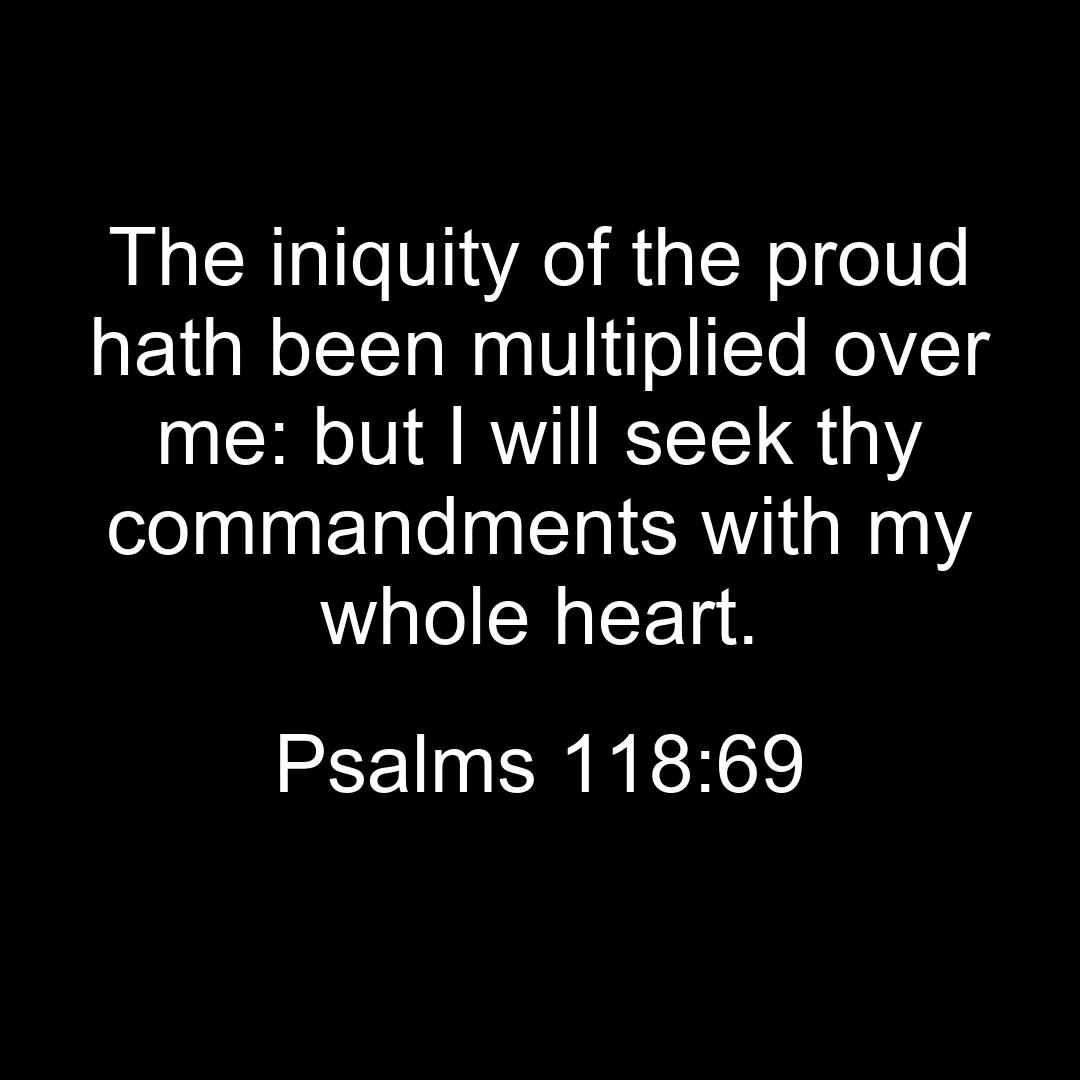 The iniquity of the proud
hath been multiplied over
me: but I will seek thy
commandments with my
whole heart.
Psalms 118:69